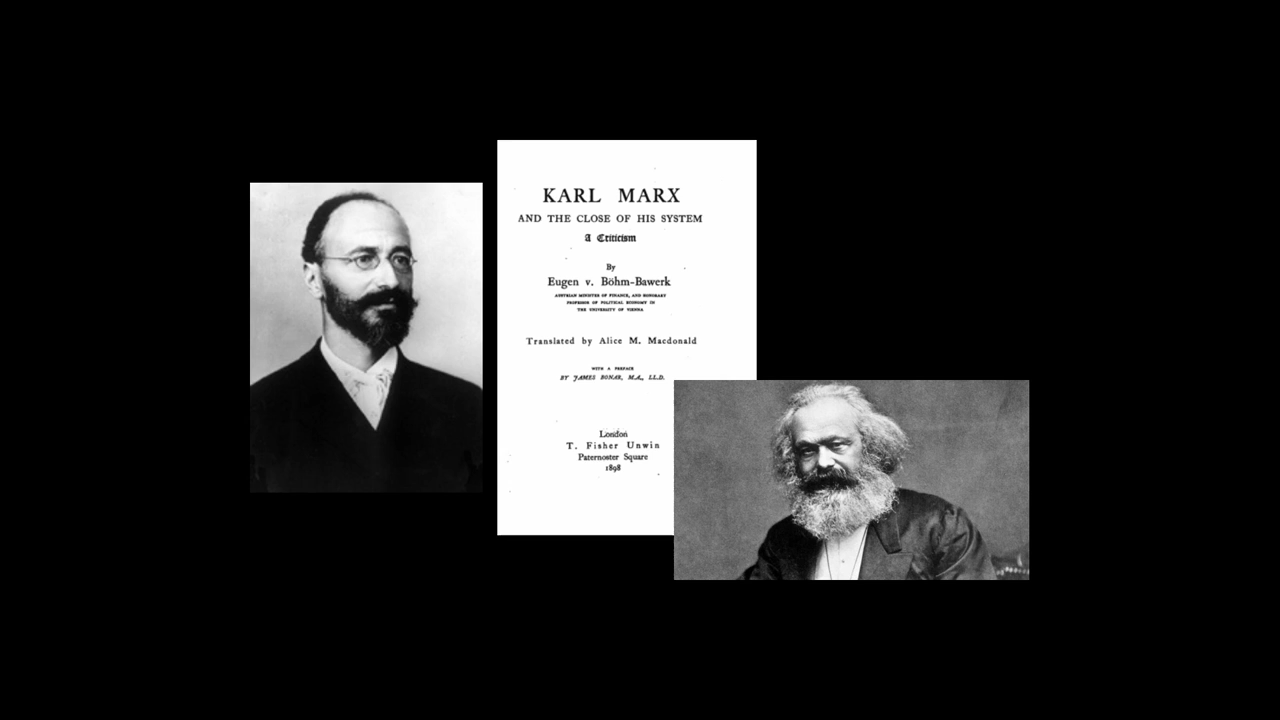 KARL MARX
AND THE CLOSE OF HIS SYSTEM
A Criticism
By
Eugen v. Böhm-Bawerk
AUSTRIAN MINISTER OF FINANCE, AND HONORARY
PROFESSOR OF POLITICAL ECONOMY IN
THE UNIVERSITY OF VIENNA
Translated by Alice M. Macdonald
WITH A PREFACE
BY JAMES BONAR, M.A., LL.D.
London
T. Fisher Unwin
Paternoster Square
1898